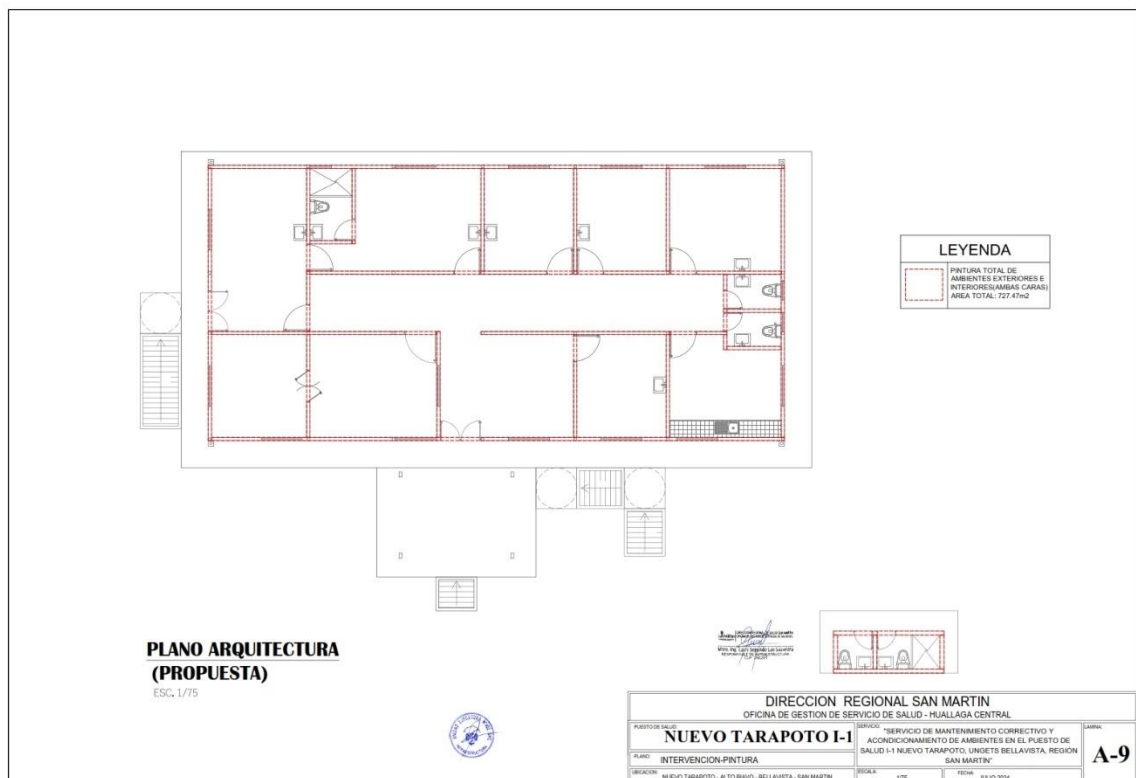 LEYENDA
PINTURA TOTAL DE
AMBIENTES EXTERIORES E
INTERIORES(AMBAS CARAS)
AREA TOTAL: 727.47m2
PLANO ARQUITECTURA
(PROPUESTA)
ESC. 1/75
DIRECCION REGIONAL SAN MARTIN
OFICINA DE GESTION DE SERVICIO DE SALUD - HUALLAGA CENTRAL
PUESTO DE SALUD:
NUEVO TARAPOTO I-1
SERVICIO:
"SERVICIO DE MANTENIMIENTO CORRECTIVO Y
ACONDICIONAMIENTO DE AMBIENTES EN EL PUESTO DE
SALUD I-1 NUEVO TARAPOTO, UNGETS BELLAVISTA, REGIÓN
SAN MARTIN"
LAMINA:
A-9
PLANO: INTERVENCION-PINTURA
UBICACION: NUEVO TARAPOTO - ALTO BIAVO - BELLAVISTA - SAN MARTIN
ESCALA: 1/75
FECHA: JULIO 2024